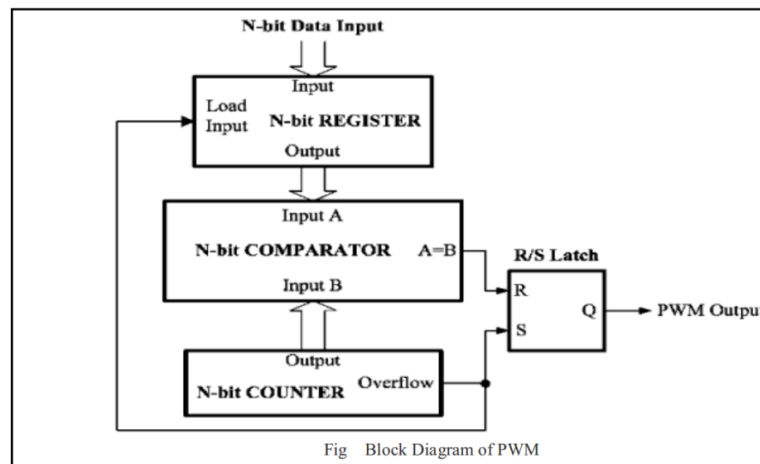 N-bit Data Input
Input
Load
Input
N-bit REGISTER
Output
Input A
N-bit COMPARATOR
A=B
Input B
R/S Latch
R
Q
PWM Output
S
Output
Overflow
N-bit COUNTER
Fig Block Diagram of PWM